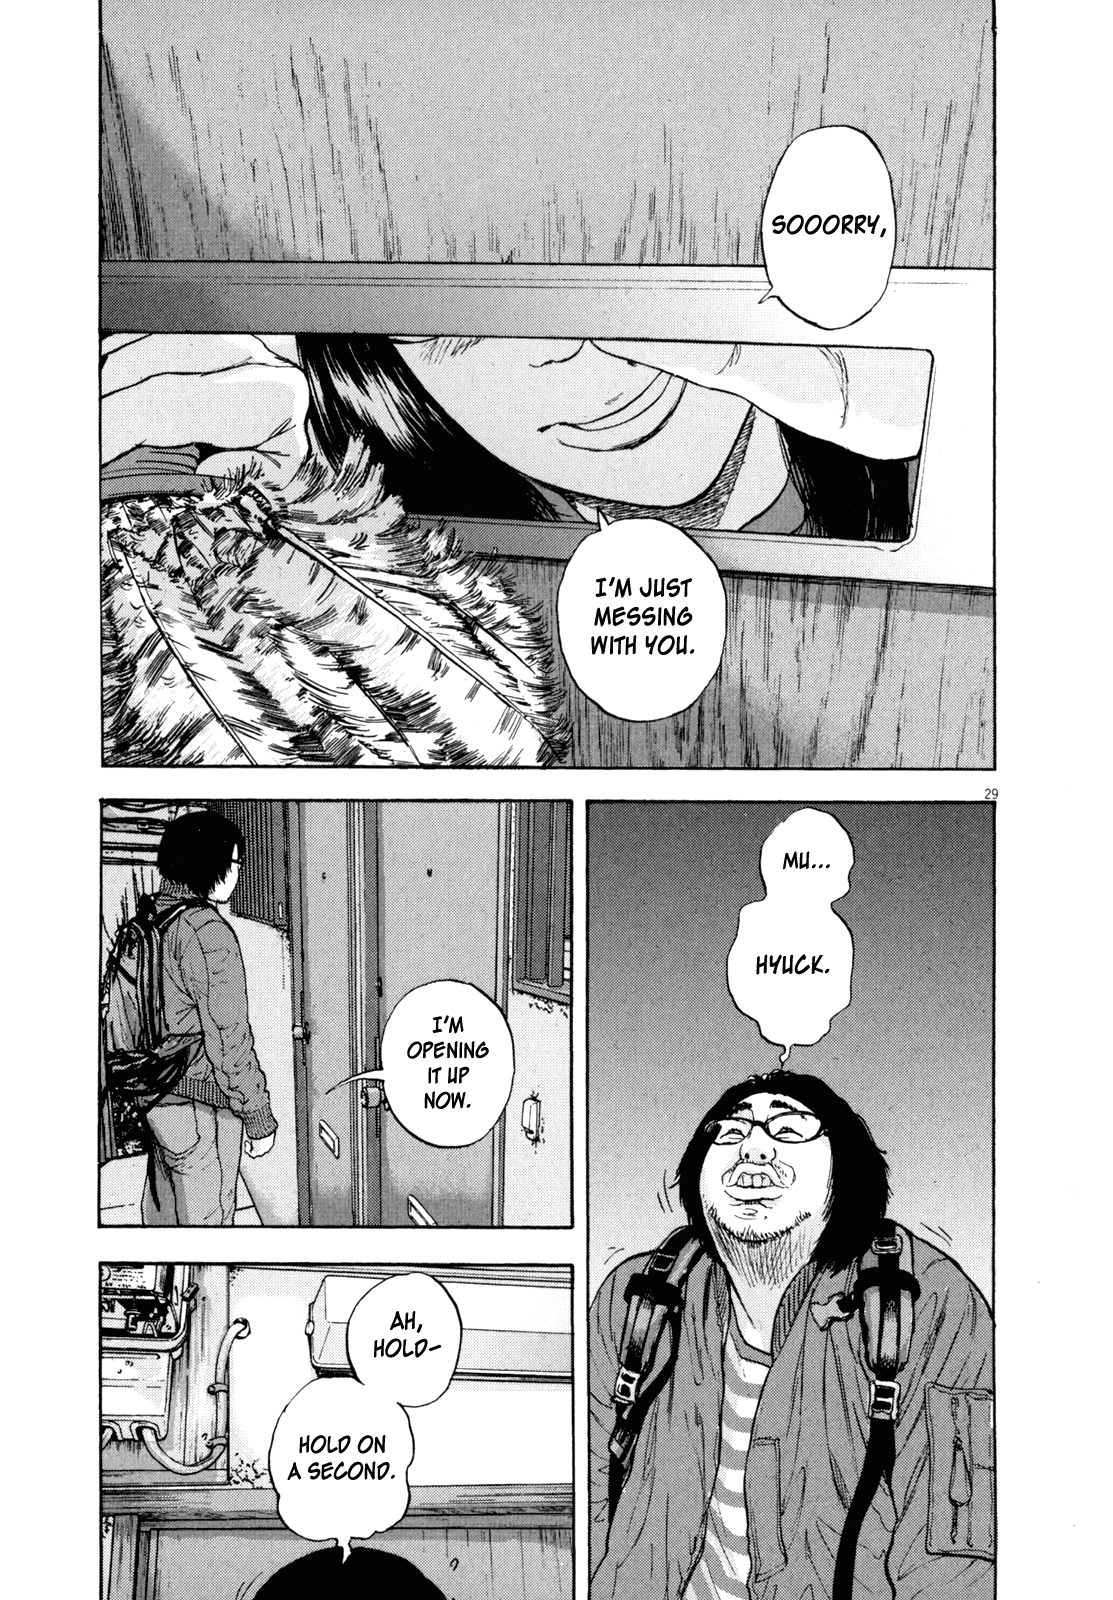 SOOORRY,
I'M JUST
MESSING
WITH YOU.
29
MU...
HYUCK.
I'M
OPENING
IT UP
NOW.
AH,
HOLD-
HOLD ON
A SECOND.